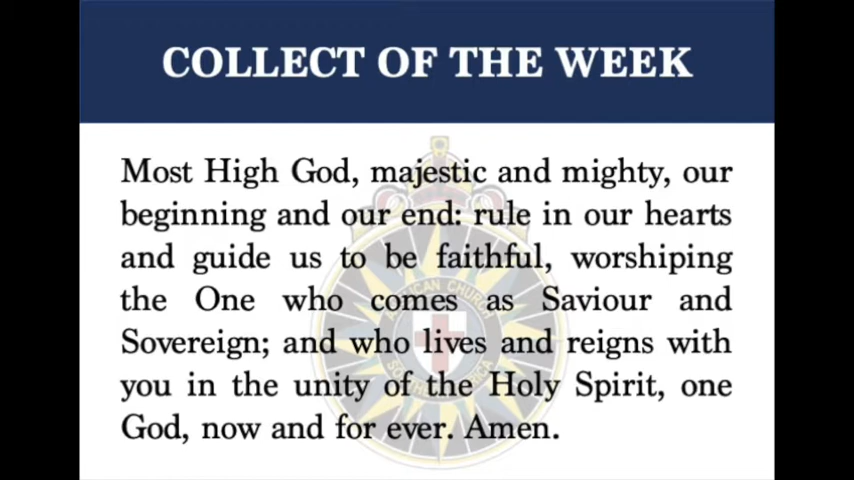 COLLECT OF THE WEEK
Most High God, majestic and mighty, our
beginning and our end: rule in our hearts
and guide us to be faithful, worshiping
the One who comes as Saviour and
Sovereign; and who lives and reigns with
you in the unity of the Holy Spirit, one
God, now and for ever. Amen.